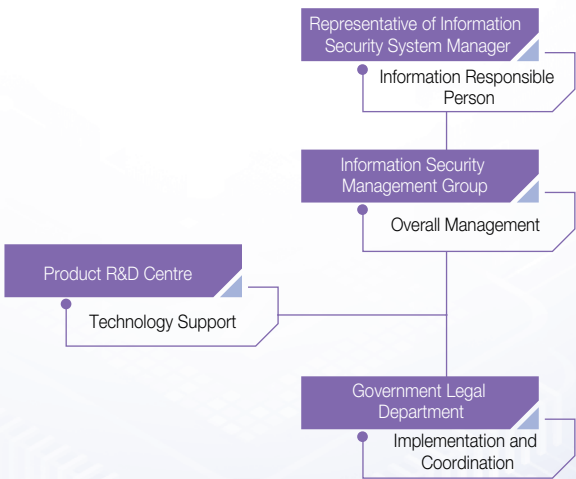 Representative of Information
Security System Manager
Information Responsible
Person
Information Security
Management Group
Overall Management
Product R&D Centre
Technology Support
Government Legal
Department
Implementation and
Coordination